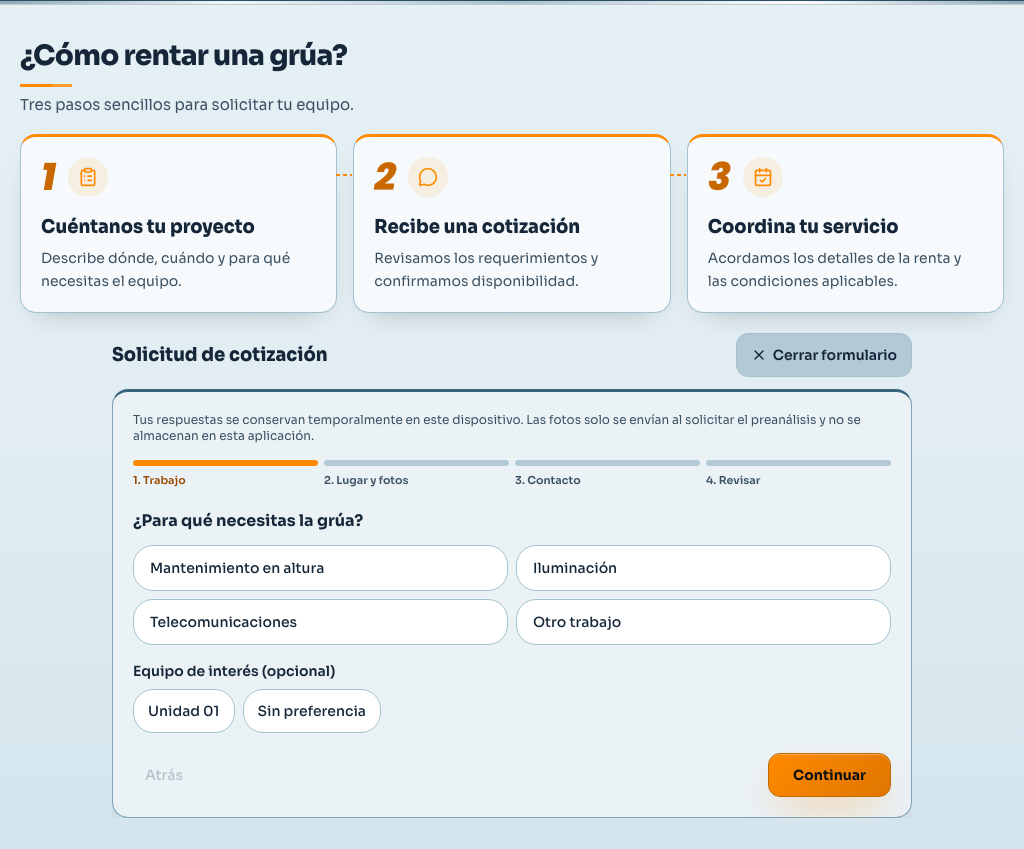 ¿Cómo rentar una grúa?
Tres pasos sencillos para solicitar tu equipo.
1
Cuéntanos tu proyecto
Describe dónde, cuándo y para qué
necesitas el equipo.
2
Recibe una cotización
Revisamos los requerimientos y
confirmamos disponibilidad.
3
Coordina tu servicio
Acordamos los detalles de la renta y
las condiciones aplicables.
Solicitud de cotización
Cerrar formulario
Tus respuestas se conservan temporalmente en este dispositivo. Las fotos solo se envían al solicitar el preanálisis y no se
almacenan en esta aplicación.
1. Trabajo
2. Lugar y fotos
3. Contacto
4. Revisar
¿Para qué necesitas la grúa?
Mantenimiento en altura
Iluminación
Telecomunicaciones
Otro trabajo
Equipo de interés (opcional)
Unidad 01
Sin preferencia
Atrás
Continuar